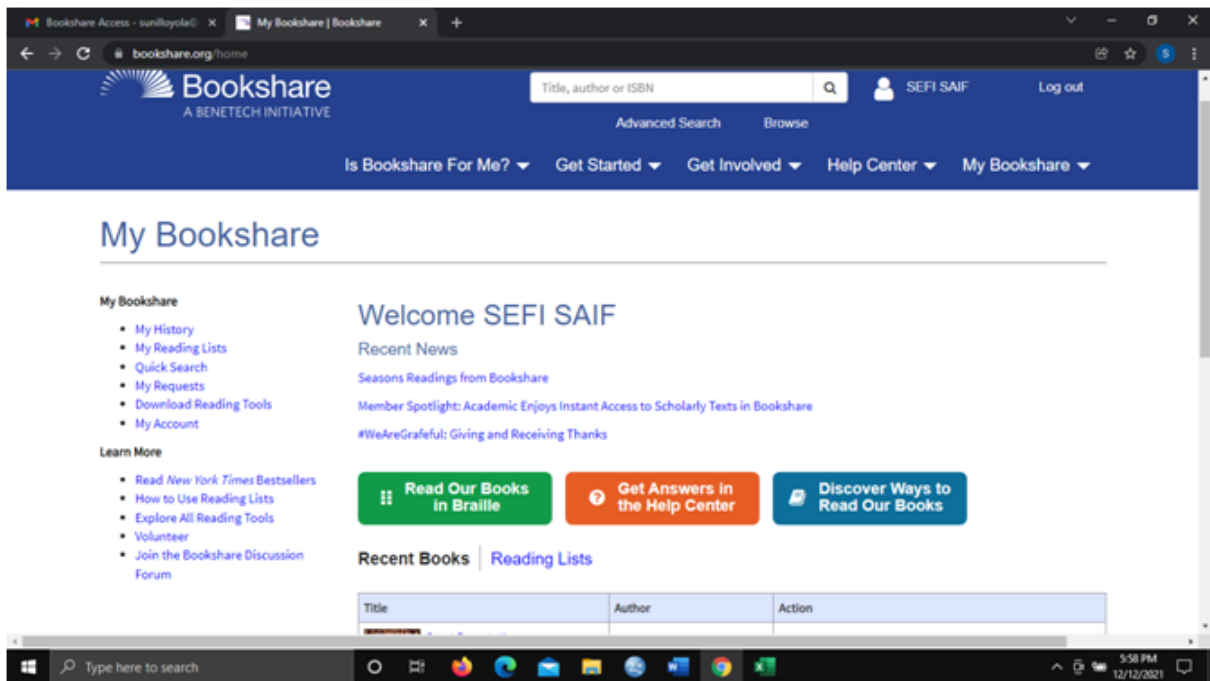 Bookshare Access - sunilloyola@
My Bookshare | Bookshare
bookshare.org/home
S
Bookshare
A BENETECH INITIATIVE
Title, author or ISBN
SEFI SAIF
Log out
Advanced Search
Browse
Is Bookshare For Me?
Get Started
Get Involved
Help Center
My Bookshare
My Bookshare
My Bookshare
My History
My Reading Lists
Quick Search
My Requests
Download Reading Tools
My Account
Learn More
Read New York Times Bestsellers
How to Use Reading Lists
Explore All Reading Tools
Volunteer
Join the Bookshare Discussion
Forum
Welcome SEFI SAIF
Recent News
Seasons Readings from Bookshare
Member Spotlight: Academic Enjoys Instant Access to Scholarly Texts in Bookshare
#WeAreGrafeful: Giving and Receiving Thanks
Read Our Books
in Braille
Get Answers in
the Help Center
Discover Ways to
Read Our Books
Recent Books
Reading Lists
Title
Author
Action
Type here to search
5:58 PM
12/12/2021